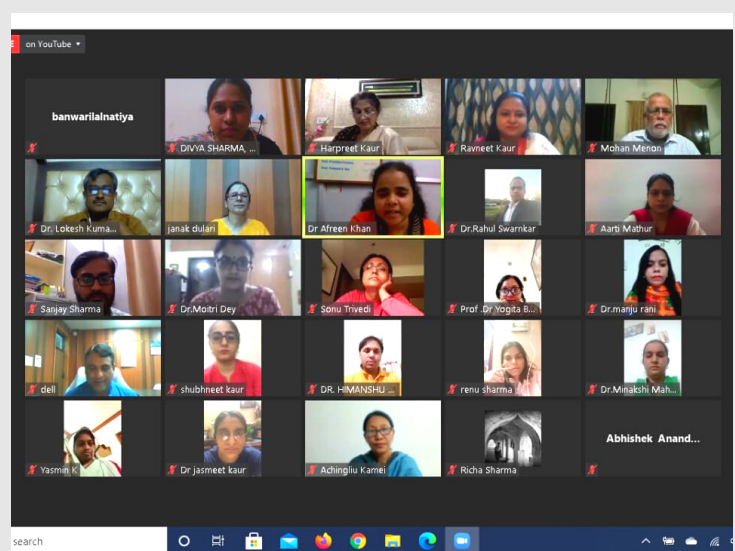 on YouTube
banwarilalnatiya
DIVYA SHARMA, ...
Harpreet Kaur
Ravneet Kaur
Mohan Menon
Dr. Lokesh Kuma...
janak dulari
Dr Afreen Khan
Dr.Rahul Swarnkar
Aarti Mathur
Sanjay Sharma
Dr.Moitri Dey
Sonu Trivedi
Prof .Dr Yogita B...
Dr.manju rani
dell
shubhneet kaur
DR. HIMANSHU ...
renu sharma
Dr.Minakshi Mah...
Yasmin K
Dr jasmeet kaur
Achingliu Kamei
Richa Sharma
Abhishek Anand...
search